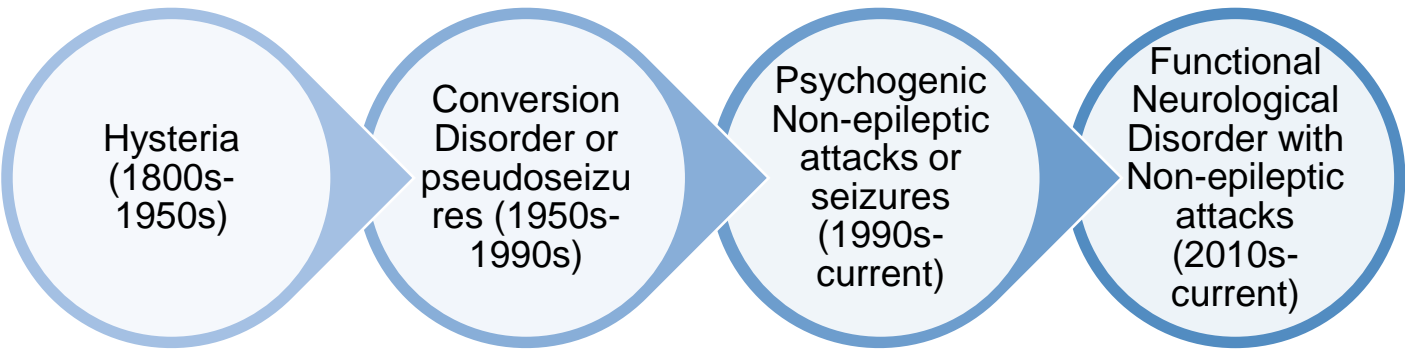 Hysteria
(1800s-
1950s)
Conversion
Disorder or
pseudoseizu
res (1950s-
1990s)
Psychogenic
Non-epileptic
attacks or
seizures
(1990s-
current)
Functional
Neurological
Disorder with
Non-epileptic
attacks
(2010s-
current)